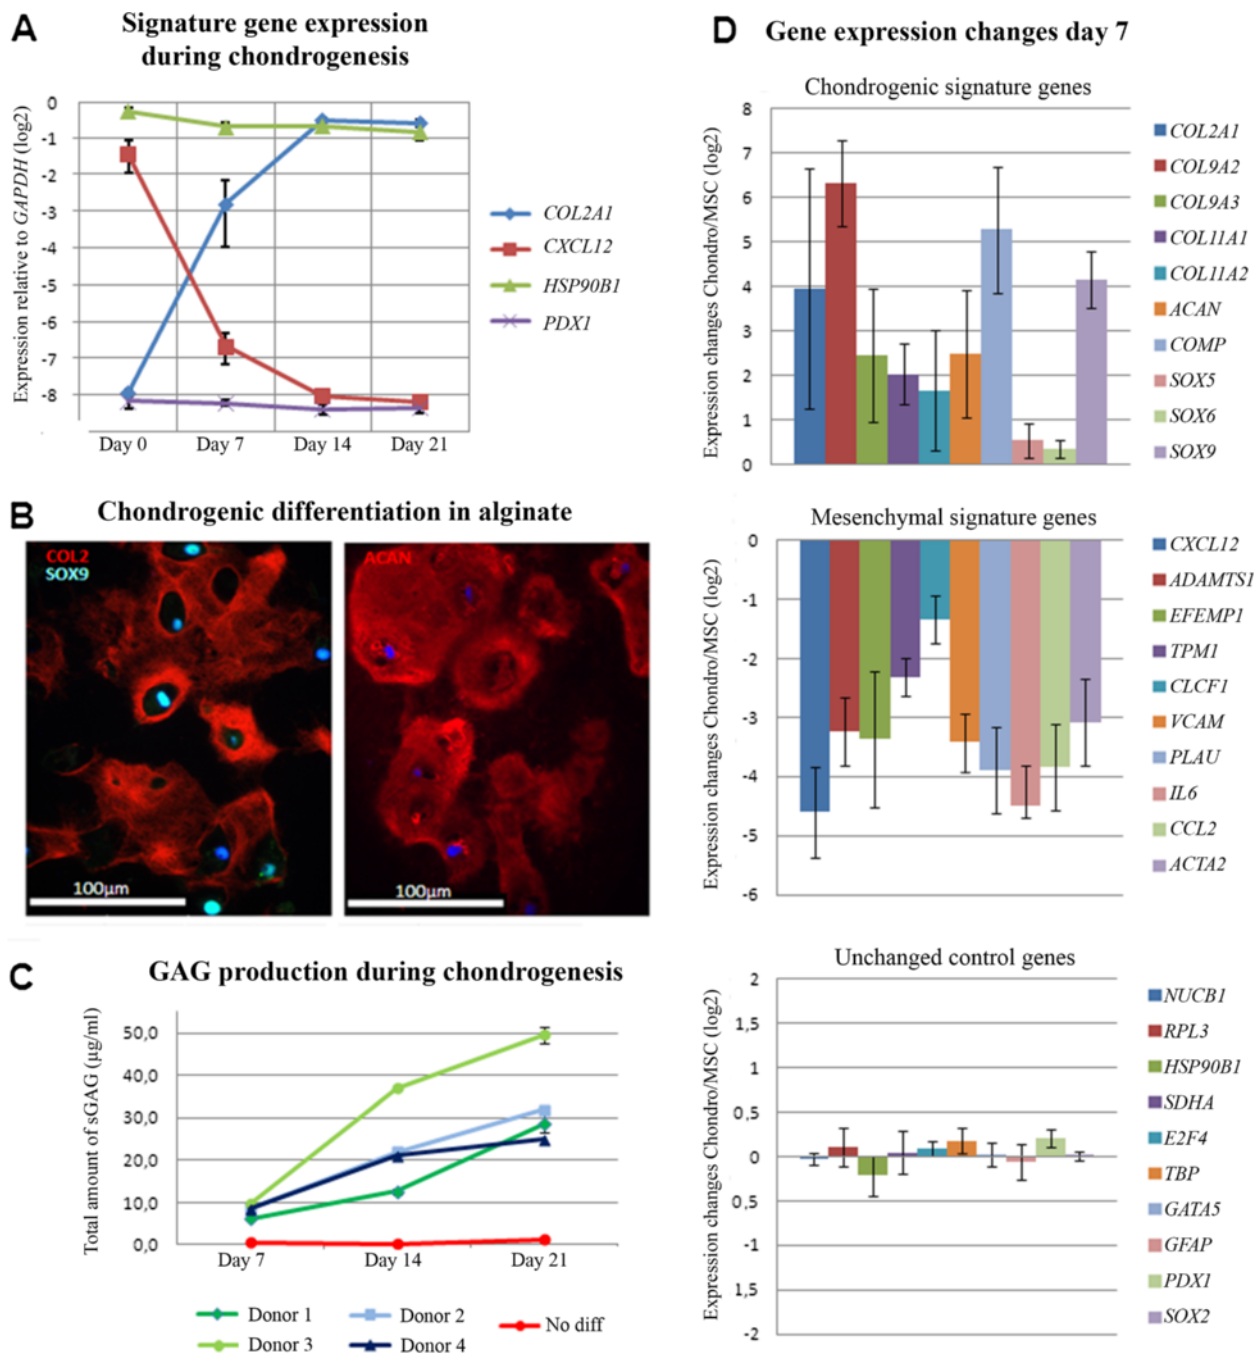 A
Signature gene expression
during chondrogenesis
Expression relative to GAPDH (log2)
0
-1
-2
-3
-4
-5
-6
-7
-8
Day 0
Day 7
Day 14
Day 21
COL2A1
CXCL12
HSP90B1
PDX1
B
Chondrogenic differentiation in alginate
COL2
SOX9
100µm
ACAN
100µm
C
GAG production during chondrogenesis
Total amount of sGAG (µg/ml)
50,0
40,0
30,0
20,0
10,0
0,0
Day 7
Day 14
Day 21
Donor 1
Donor 2
No diff
Donor 3
Donor 4
D
Gene expression changes day 7
Chondrogenic signature genes
Expression changes Chondro/MSC (log2)
8
7
6
5
4
3
2
1
0
COL2A1
COL9A2
COL9A3
COL11A1
COL11A2
ACAN
COMP
SOX5
SOX6
SOX9
Mesenchymal signature genes
Expression changes Chondro/MSC (log2)
0
-1
-2
-3
-4
-5
-6
CXCL12
ADAMTS1
EFEMP1
TPM1
CLCF1
VCAM
PLAU
IL6
CCL2
ACTA2
Unchanged control genes
Expression changes Chondro/MSC (log2)
2
1,5
1
0,5
0
0,5
-1
1,5
-2
NUCB1
RPL3
HSP90B1
SDHA
E2F4
TBP
GATA5
GFAP
PDX1
SOX2